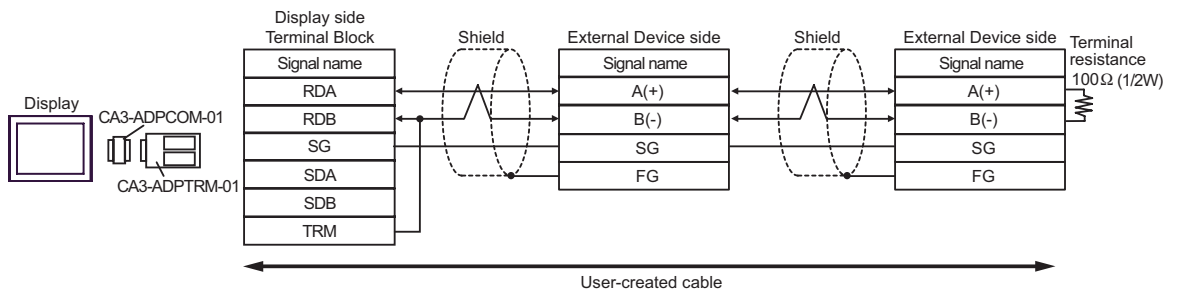 Display
CA3-ADPCOM-01
CA3-ADPTRM-01
Display side
Terminal Block
Signal name
RDA
RDB
SG
SDA
SDB
TRM
Shield
External Device side
Signal name
A(+)
B(-)
SG
FG
Shield
External Device side
Signal name
A(+)
B(-)
SG
FG
Terminal
resistance
100Ω (1/2W)
User-created cable